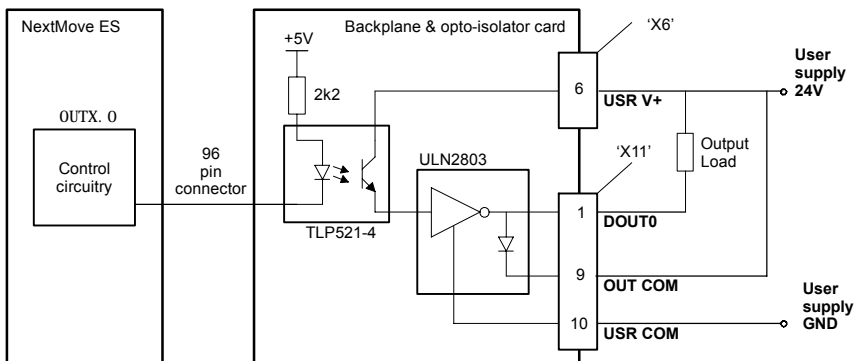 NextMove ES
Backplane & opto-isolator card
'X6'
+5V
User
supply
24V
6
USR V+
2k2
OUTX. 0
Control
circuitry
96
pin
connector
TLP521-4
ULN2803
'X11'
Output
Load
1
DOUT0
9
OUT COM
10
USR COM
User
supply
GND